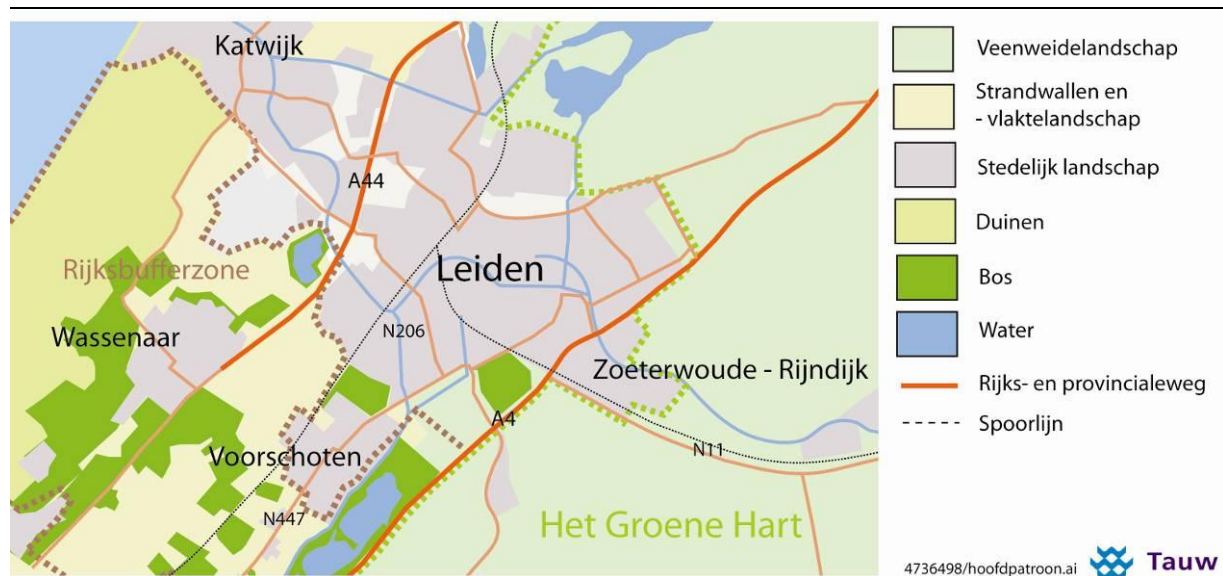 Katwijk
A44
Leiden
Rijksbufferzone
Wassenaar
N206
Zoeterwoude - Rijndijk
A4
Voorschoten
N11
N447
Het Groene Hart
Veenweidelandschap
Strandwallen en
- vlaktelandschap
Stedelijk landschap
Duinen
Bos
Water
Rijks- en provincialeweg
Spoorlijn
4736498/hoofdpatroon.ai
Tauw